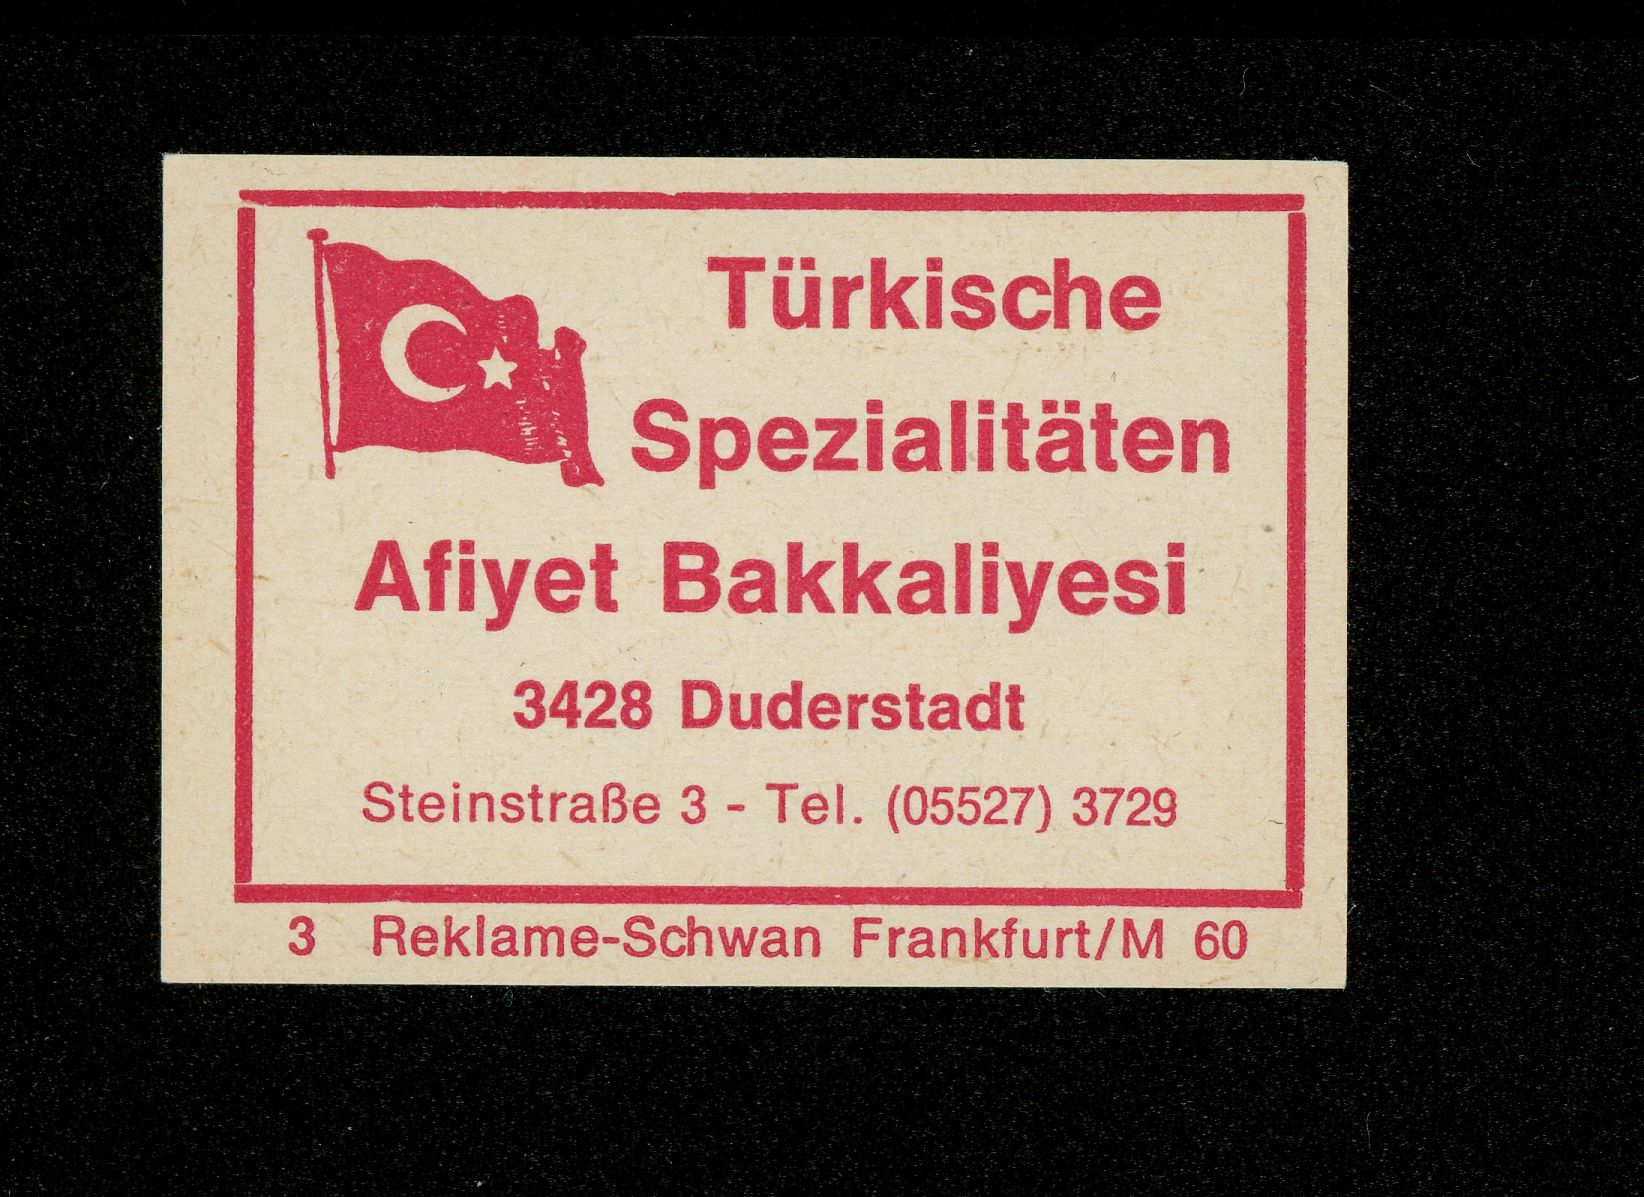 Türkische
Spezialitäten
Afiyet Bakkaliyesi
3428 Duderstadt
Steinstraße 3 - Tel. (05527) 3729
3 Reklame-Schwan Frankfurt/M 60